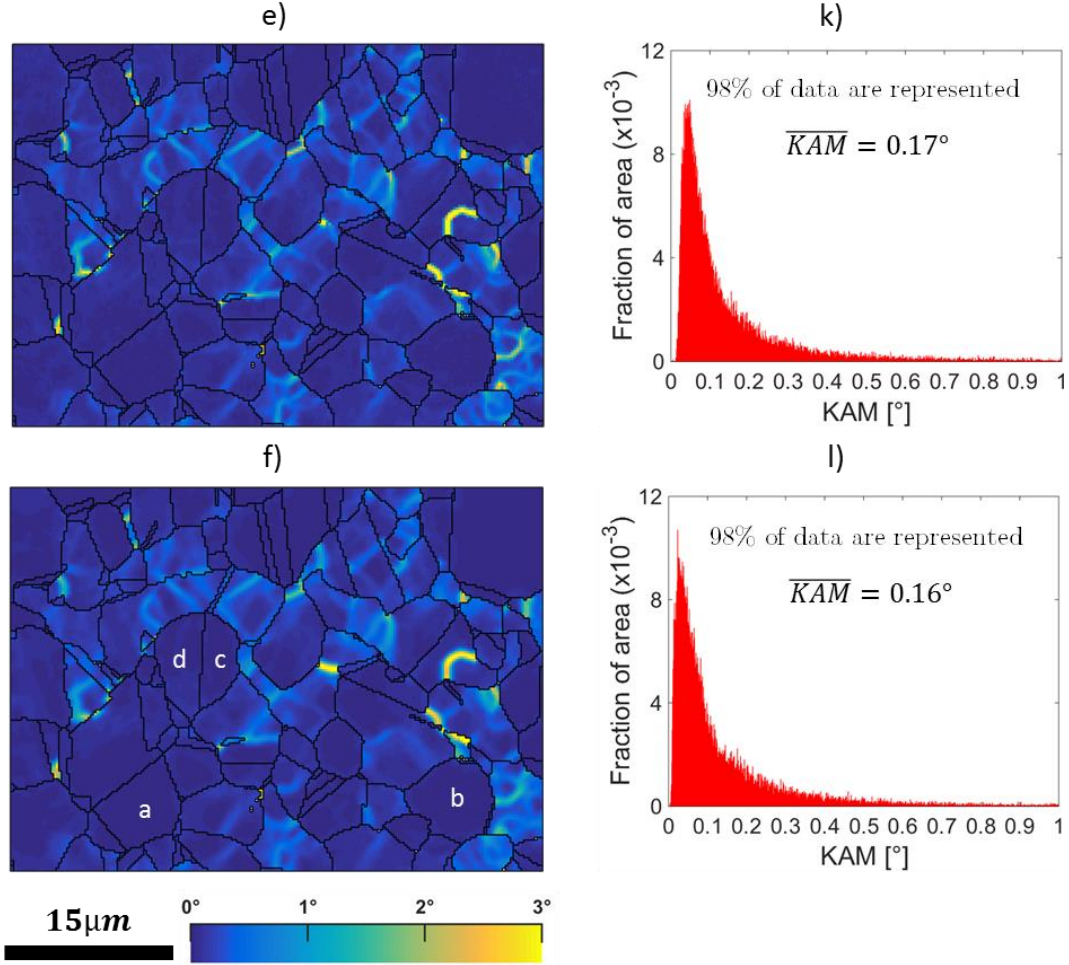 e)
k)
12
98% of data are represented
KAM = 0.17°
8
4
0
Fraction of area (x10-3)
0 0.1 0.2 0.3 0.4 0.5 0.6 0.7 0.8 0.9 1
KAM [°]
f)
l)
12
98% of data are represented
KAM = 0.16°
d c
8
4
a b
0
Fraction of area (x10-3)
0 0.1 0.2 0.3 0.4 0.5 0.6 0.7 0.8 0.9 1
KAM [°]
15μm
0° 1° 2° 3°